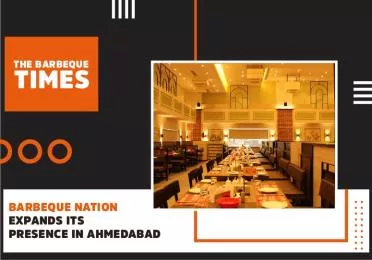 THE BARBEQUE
TIMES
BARBEQUE NATION
EXPANDS ITS
PRESENCE IN AHMEDABAD